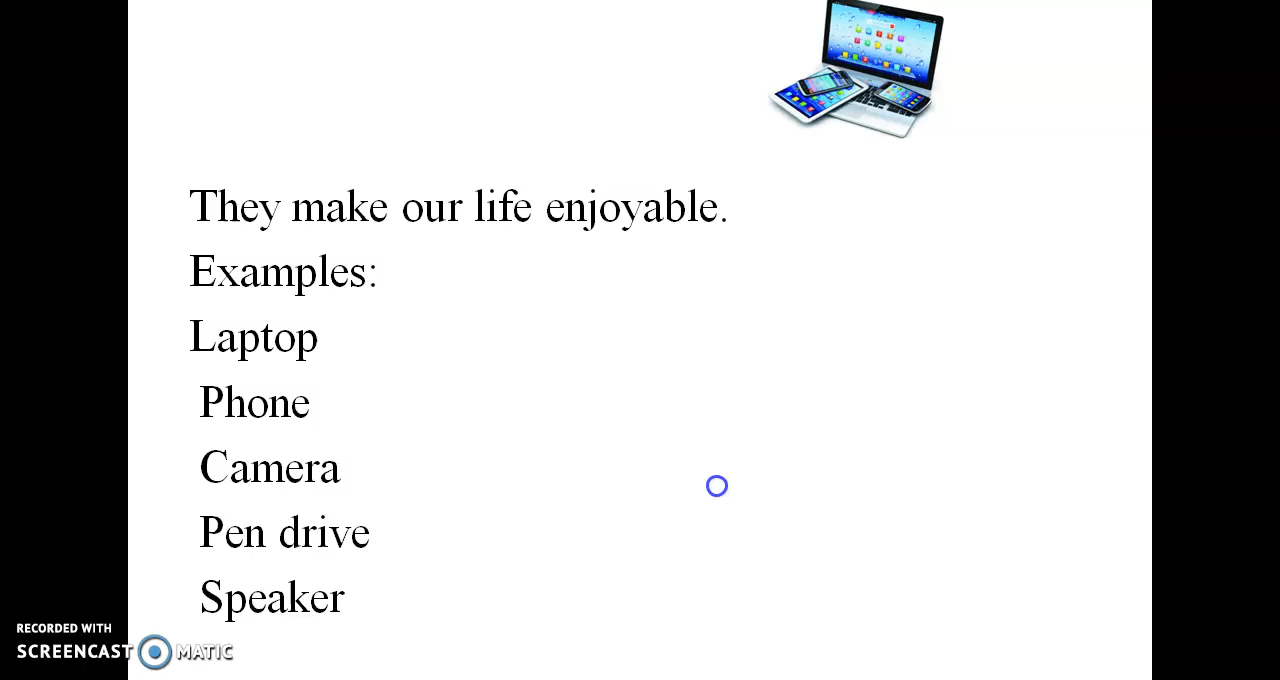 They make our life enjoyable.
Examples:
Laptop
Phone
Camera
Pen drive
Speaker
RECORDED WITH
SCREENCAST MATIC